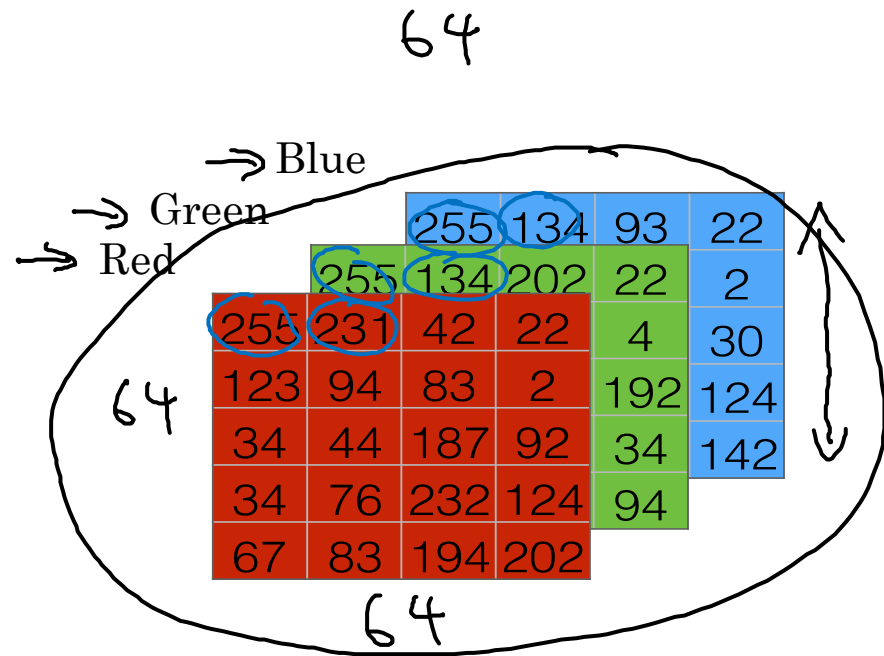 64
Blue
Green
Red
255 134 93 22
255 134 202 22 2
255 231 42 22 4 30
123 94 83 2 192 124
64
34 44 187 92 34 142
34 76 232 124 94
67 83 194 202
64